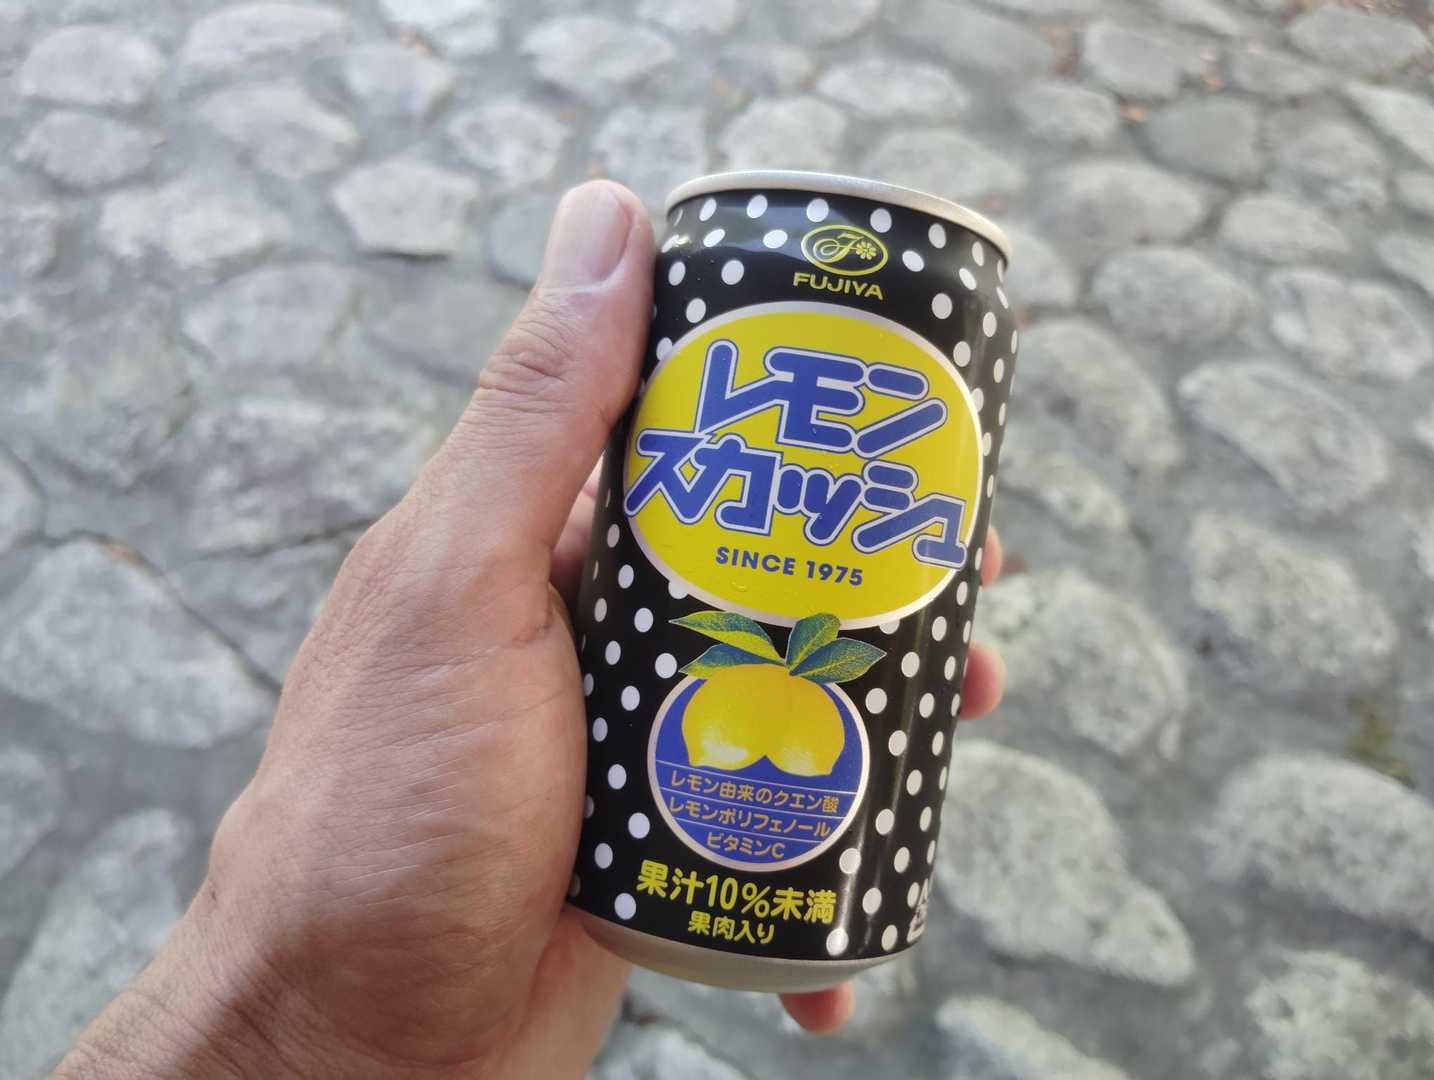 FUJIYA
レモン
スカッシュ
SINCE 1975
レモン由来のクエン酸
レモンポリフェノール
ビタミンC
果汁10%未満
果肉入り